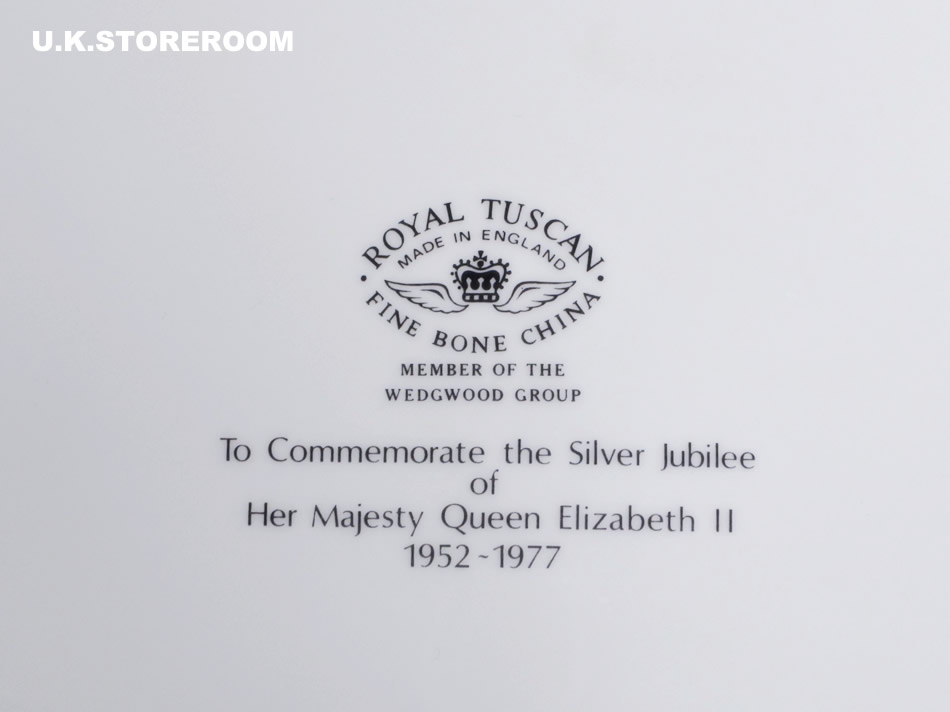 U.K.STOREROOM
ROYAL TUSCAN
MADE IN ENGLAND
FINE BONE CHINA
MEMBER OF THE
WEDGWOOD GROUP
To Commemorate the Silver Jubilee
of
Her Majesty Queen Elizabeth II
1952~1977